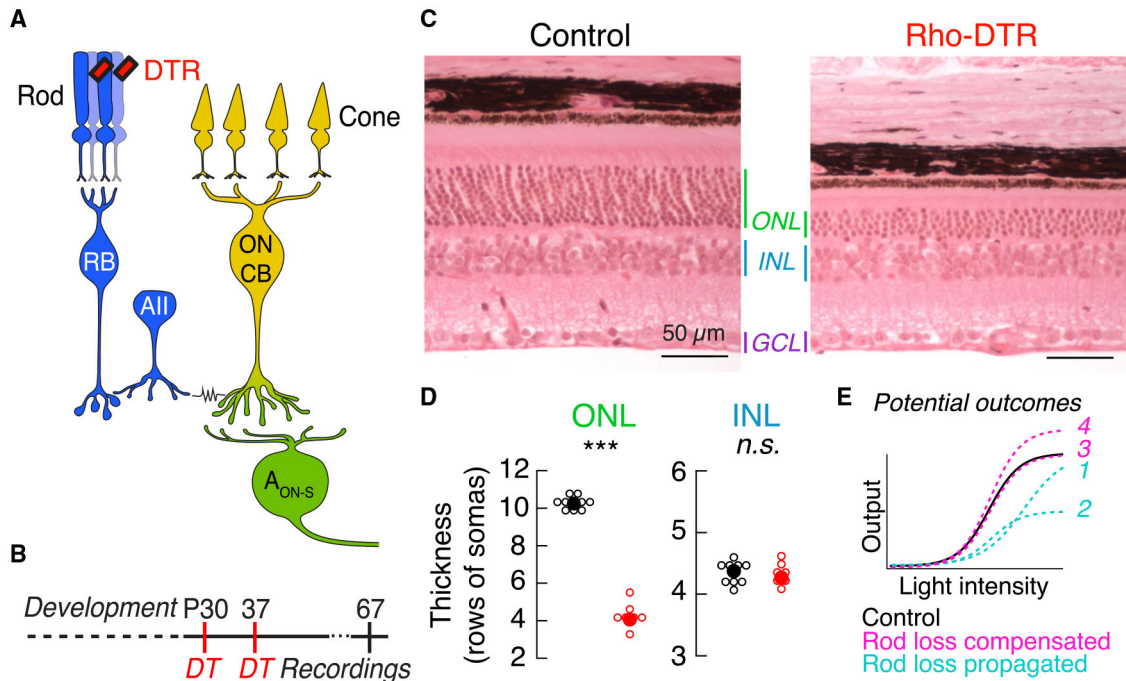 A
DTR
Rod
Cone
RB
ON
CB
AII
AON-S
B
Development P30 37 67
DT DT Recordings
C
Control Rho-DTR
ONL
INL
GCL
50 µm
D
ONL INL
*** n.s.
Thickness
(rows of somas)
12
10
8
6
4
2
6
5
4
3
E
Potential outcomes
4
3
1
2
Output
Light intensity
Control
Rod loss compensated
Rod loss propagated